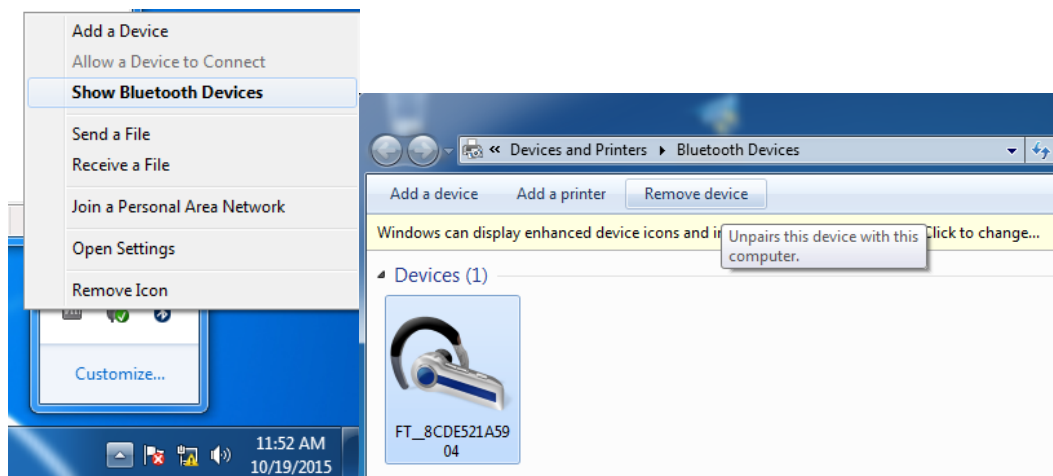 Add a Device
Allow a Device to Connect
Show Bluetooth Devices
Send a File
Receive a File
Join a Personal Area Network
Open Settings
Remove Icon
Customize...
11:52 AM
10/19/2015
« Devices and Printers Bluetooth Devices
Add a device Add a printer Remove device
Windows can display enhanced device icons and Click to change...
Unpairs this device with this
computer.
Devices (1)
FT__8CDE521A59
04